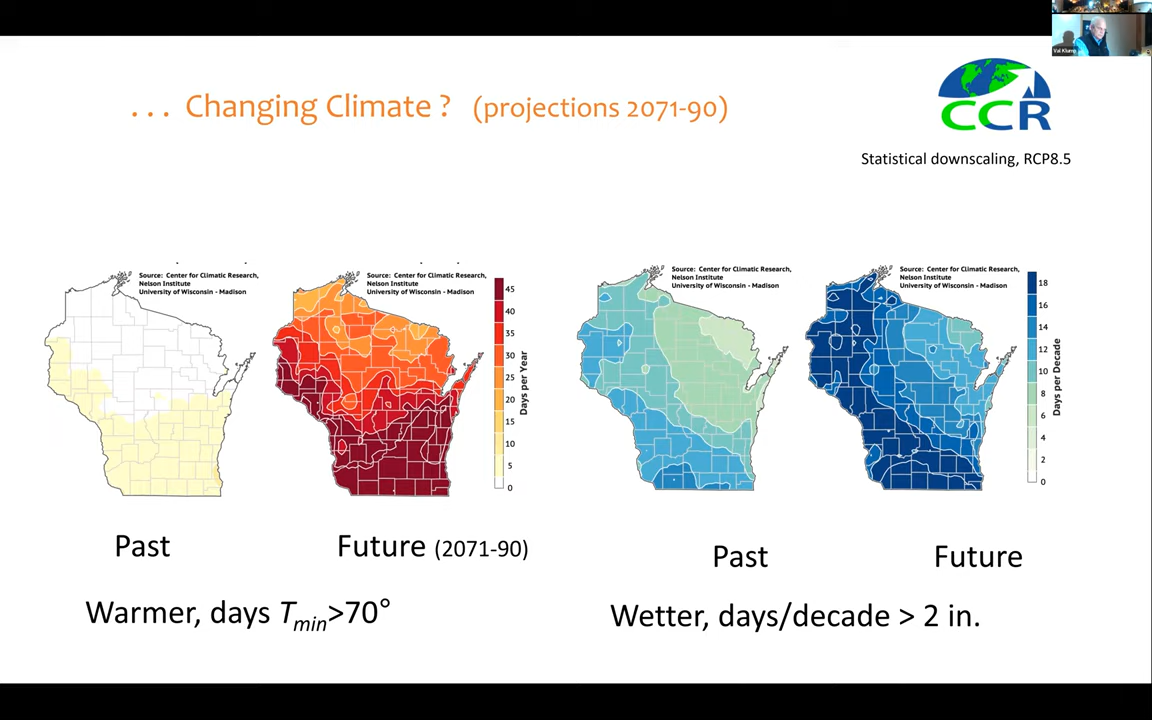 Val Klump
. . . Changing Climate ? (projections 2071-90)
CCR
Statistical downscaling, RCP8.5
Source: Center for Climatic Research,
Nelson Institute
University of Wisconsin - Madison
Source: Center for Climatic Research,
Nelson Institute
University of Wisconsin - Madison
45
40
35
30
25
20
15
10
5
0
Days per Year
Source: Center for Climatic Research,
Nelson Institute
University of Wisconsin - Madison
Source: Center for Climatic Research,
Nelson Institute
University of Wisconsin - Madison
18
16
14
12
10
8
6
4
2
0
Days per Decade
Past
Future (2071-90)
Past
Future
Warmer, days Tmin>70°
Wetter, days/decade > 2 in.